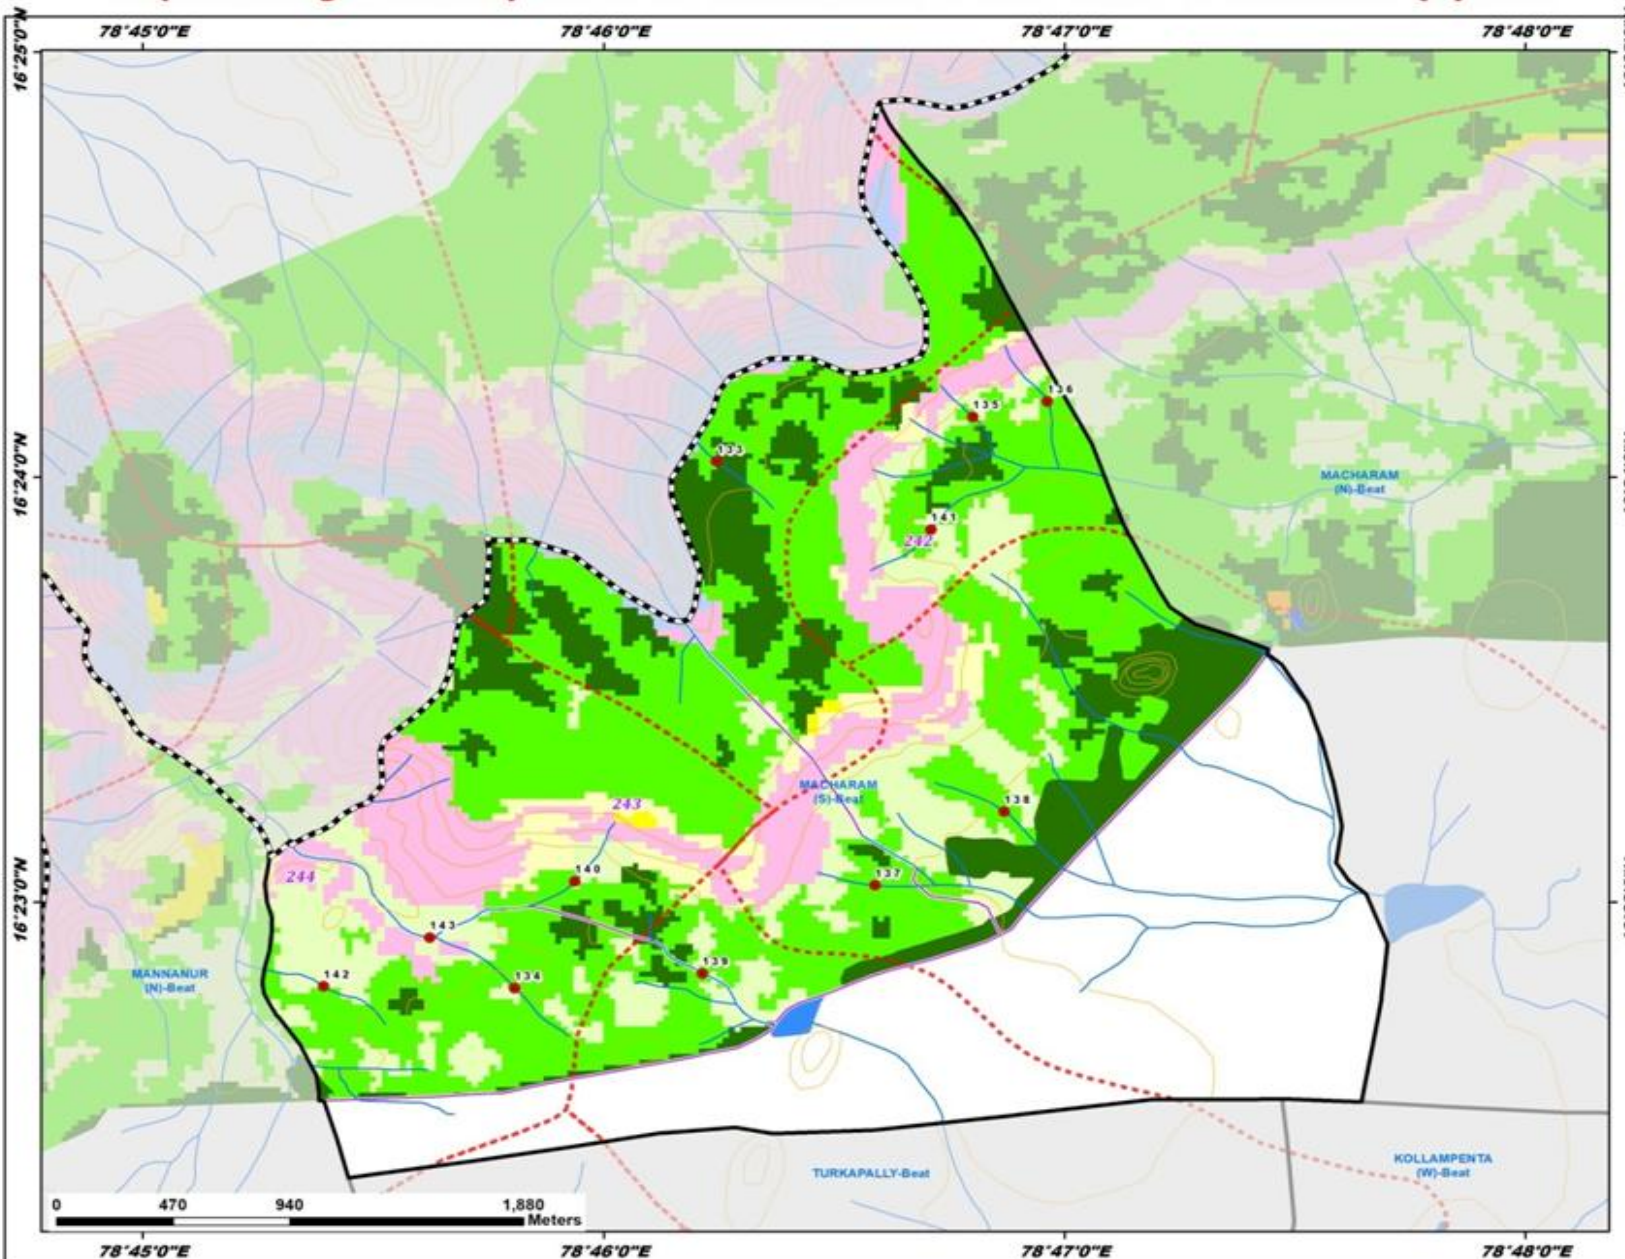 78°45'0"E 78°46'0"E 78°47'0"E 78°48'0"E
16°25'0"N
136
135
133
16°24'0"N
MACHARAM
(N)-Beat
141
242
MACHARAM
(S)-Beat
138
243
140
137
244
16°23'0"N
143
139
142
134
MANNANUR
(N)-Beat
TURKAPALLY-Beat
KOLLAMPENTA
(W)-Beat
0 470 940 1,880
Meters
78°45'0"E 78°46'0"E 78°47'0"E 78°48'0"E